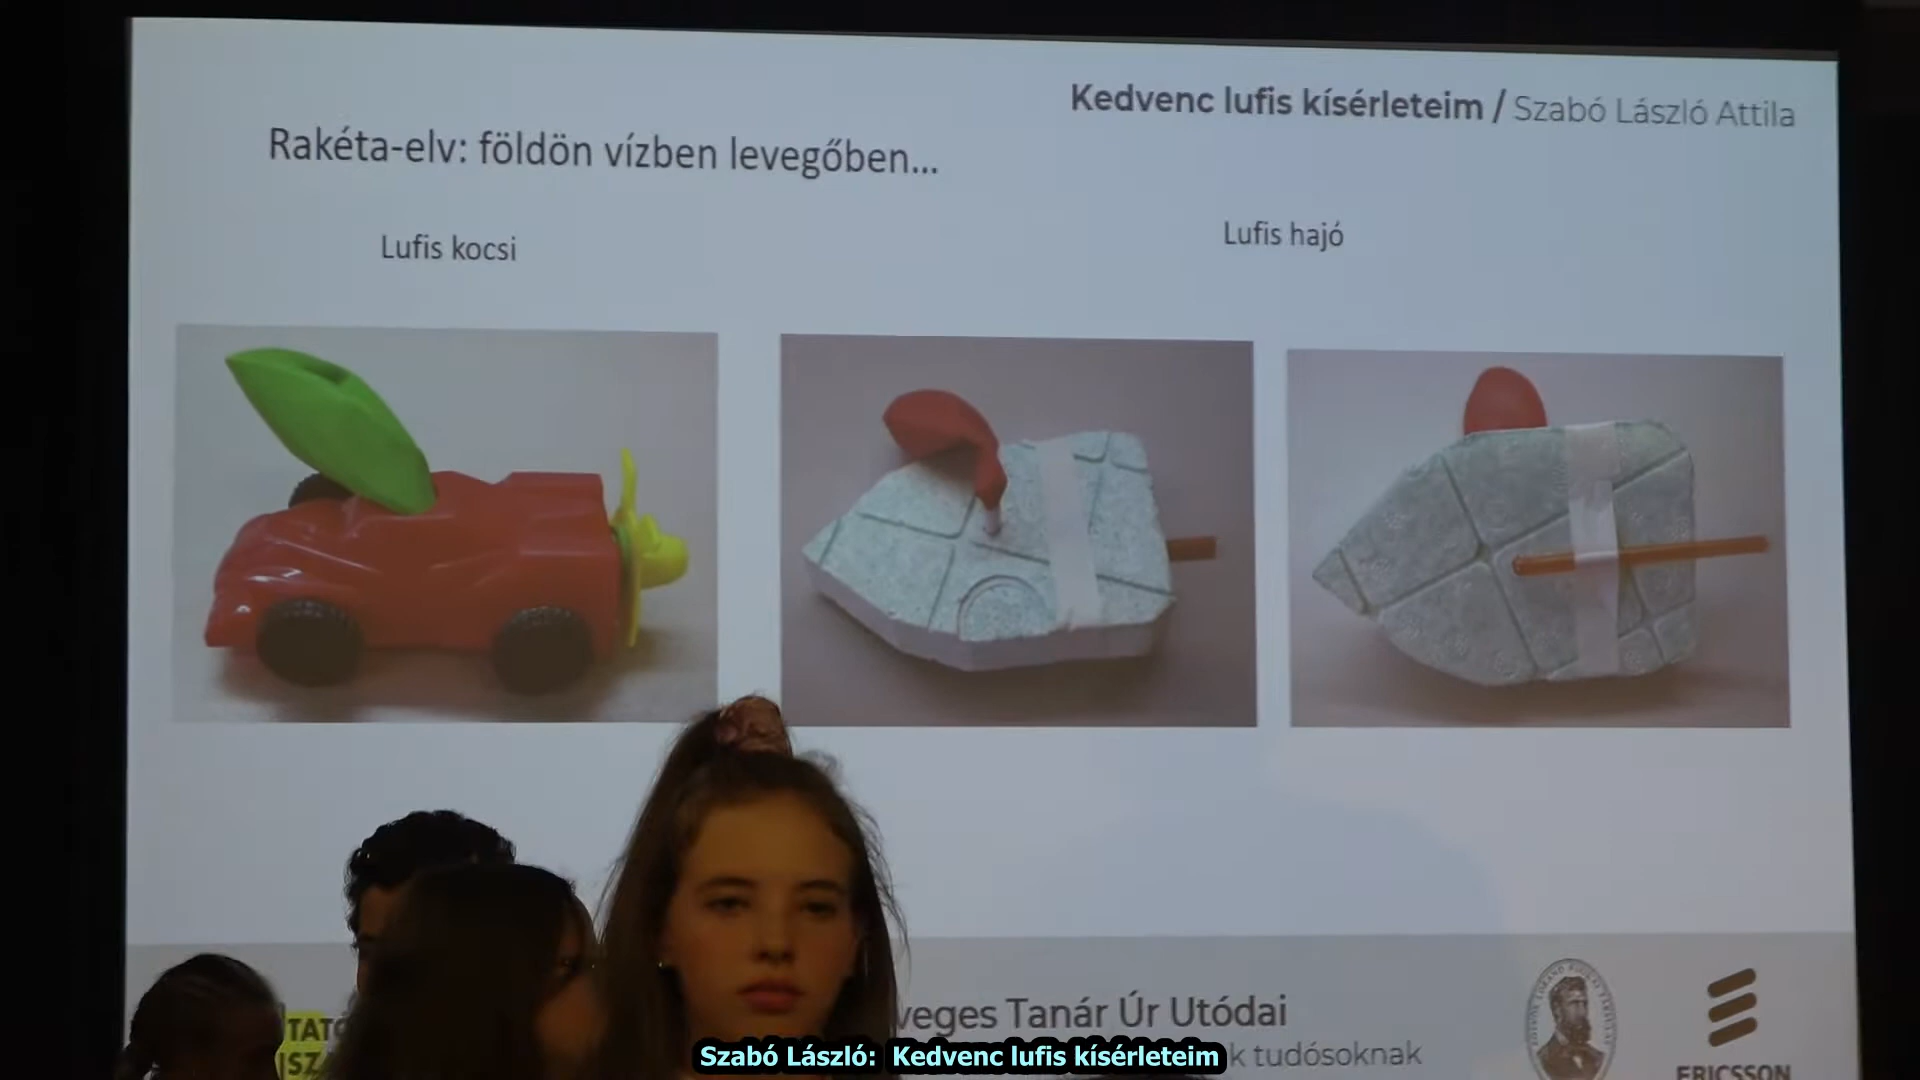 Kedvenc lufis kísérleteim / Szabó László Attila
Rakéta-elv: földön vízben levegőben...
Lufis kocsi
Lufis hajó
Tanár Úr Utódai
tudósoknak
ERICSSON
Szabó László: Kedvenc lufis kísérleteim